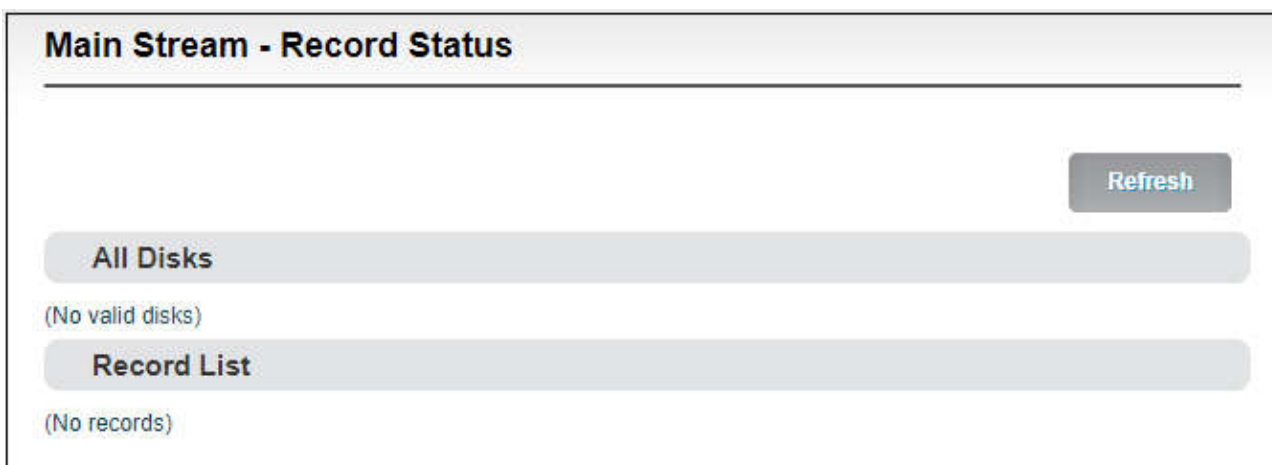 Main Stream - Record Status
Refresh
All Disks
(No valid disks)
Record List
(No records)